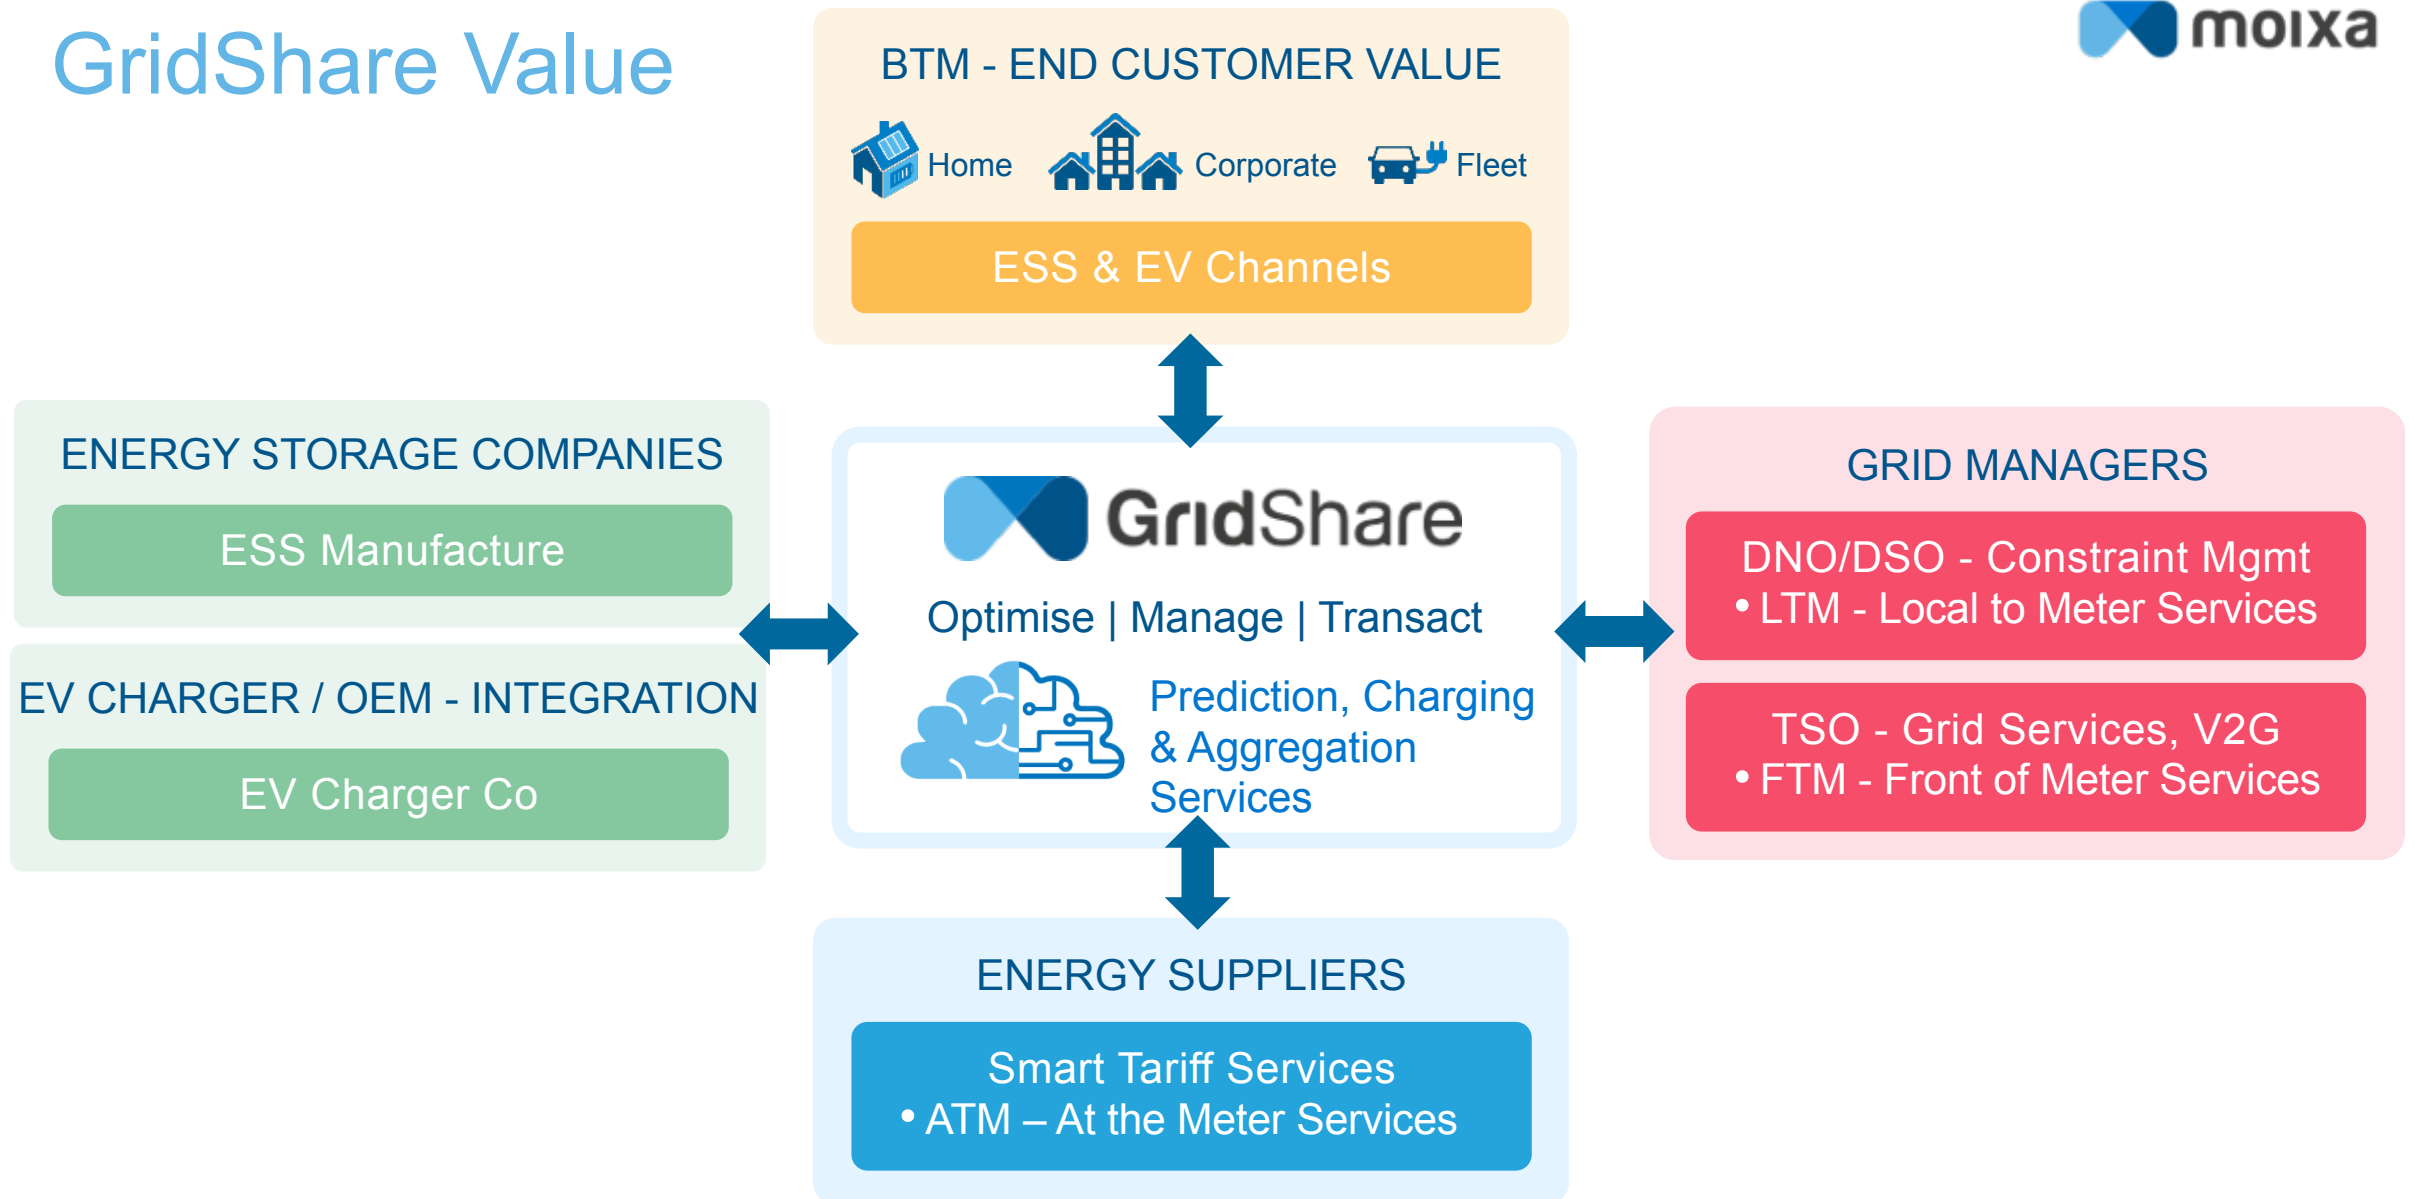 GridShare Value
moixa
BTM - END CUSTOMER VALUE
Home
Corporate
Fleet
ESS & EV Channels
ENERGY STORAGE COMPANIES
ESS Manufacture
EV CHARGER / OEM - INTEGRATION
EV Charger Co
GridShare
Optimise | Manage | Transact
Prediction, Charging
& Aggregation
Services
GRID MANAGERS
DNO/DSO - Constraint Mgmt
• LTM - Local to Meter Services
TSO - Grid Services, V2G
• FTM - Front of Meter Services
ENERGY SUPPLIERS
Smart Tariff Services
• ATM – At the Meter Services